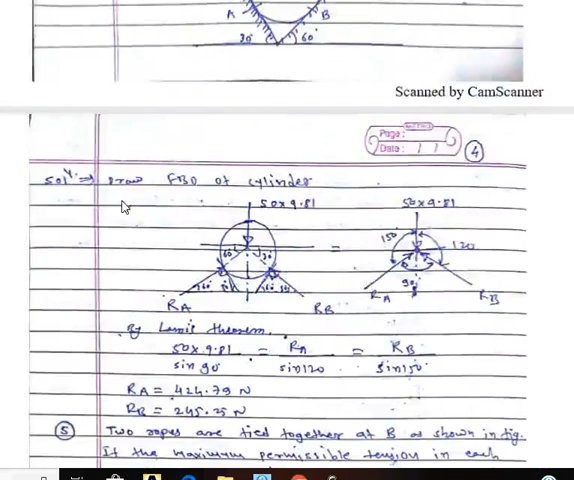 A B
30° 60°
Scanned by CamScanner
Page:
Date: / /
4
Solⁿ ⇒ Draw FBD of cylinder
50×9.81 50×9.81
60° 30° = 150 120
90
RA RB RA RB
By Lami's theorem.
50×9.81 / sin90 = RA / sin120 = RB / sin150
RA = 424.79 N
RB = 245.25 N
5 Two ropes are tied together at B as shown in fig.
If the maximum permissible tension in each